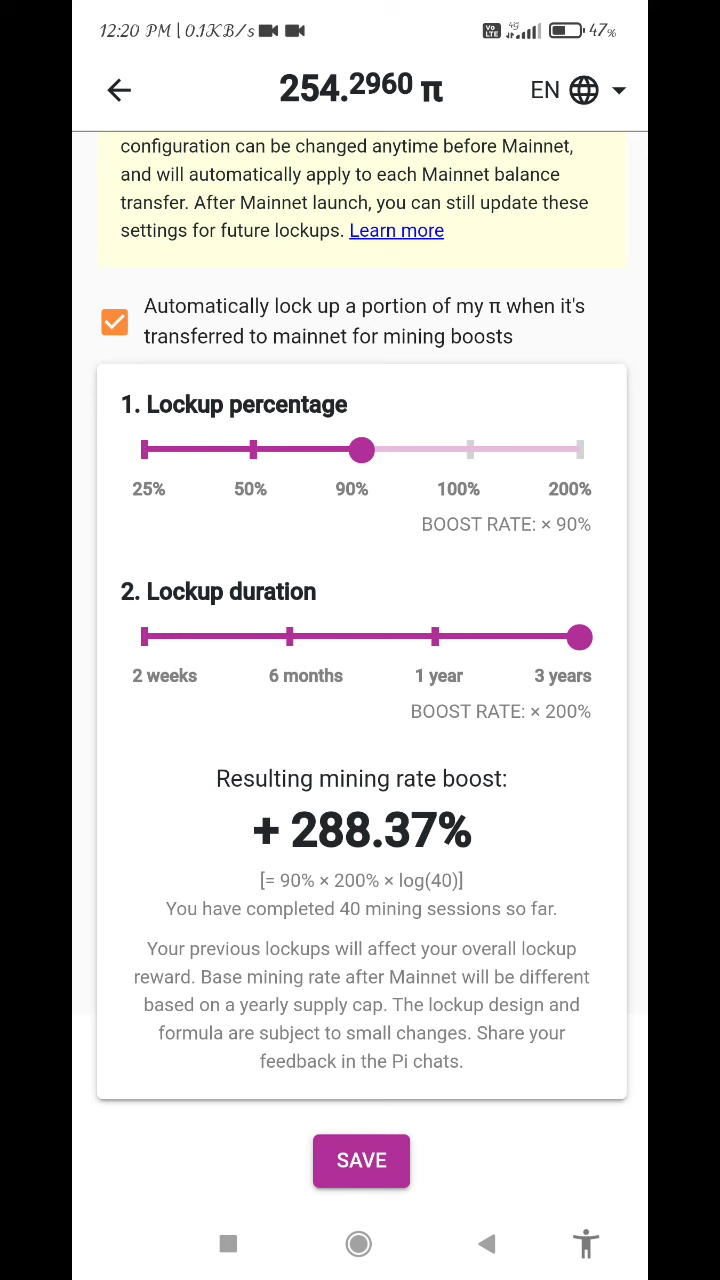 12:20 PM | 0.1KB/s
Vo LTE 4G 47%
254.2960 π EN
configuration can be changed anytime before Mainnet,
and will automatically apply to each Mainnet balance
transfer. After Mainnet launch, you can still update these
settings for future lockups. Learn more
Automatically lock up a portion of my π when it's
transferred to mainnet for mining boosts
1. Lockup percentage
25% 50% 90% 100% 200%
BOOST RATE: × 90%
2. Lockup duration
2 weeks 6 months 1 year 3 years
BOOST RATE: × 200%
Resulting mining rate boost:
+ 288.37%
[= 90% × 200% × log(40)]
You have completed 40 mining sessions so far.
Your previous lockups will affect your overall lockup
reward. Base mining rate after Mainnet will be different
based on a yearly supply cap. The lockup design and
formula are subject to small changes. Share your
feedback in the Pi chats.
SAVE